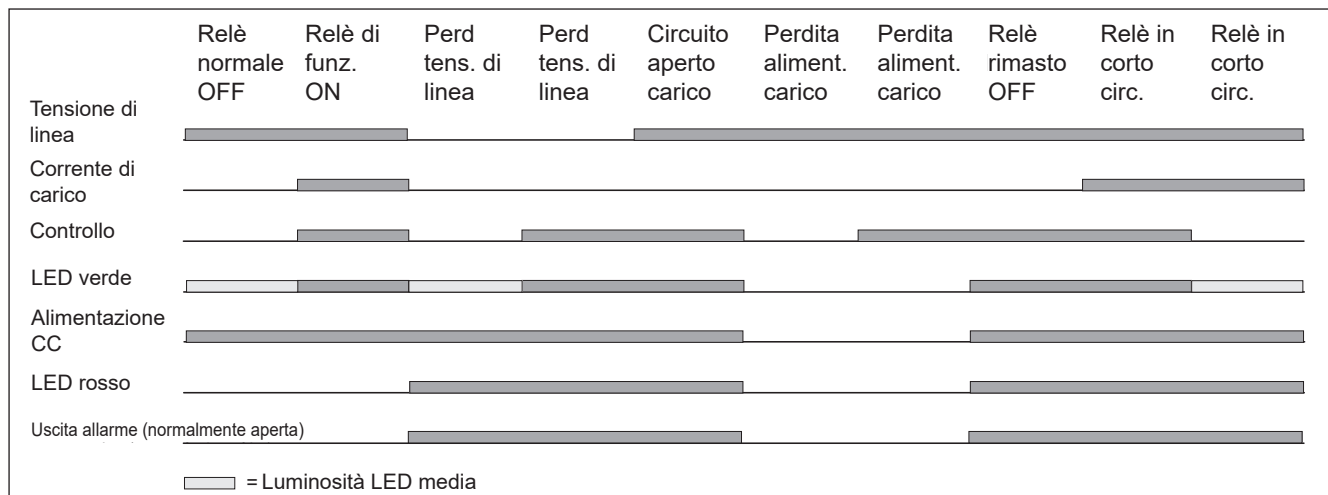 Relè normale OFF
Relè di funz. ON
Perd tens. di linea
Perd tens. di linea
Circuito aperto carico
Perdita aliment. carico
Perdita aliment. carico
Relè rimasto OFF
Relè in corto circ.
Relè in corto circ.
Tensione di linea
Corrente di carico
Controllo
LED verde
Alimentazione CC
LED rosso
Uscita allarme (normalmente aperta)
= Luminosità LED media